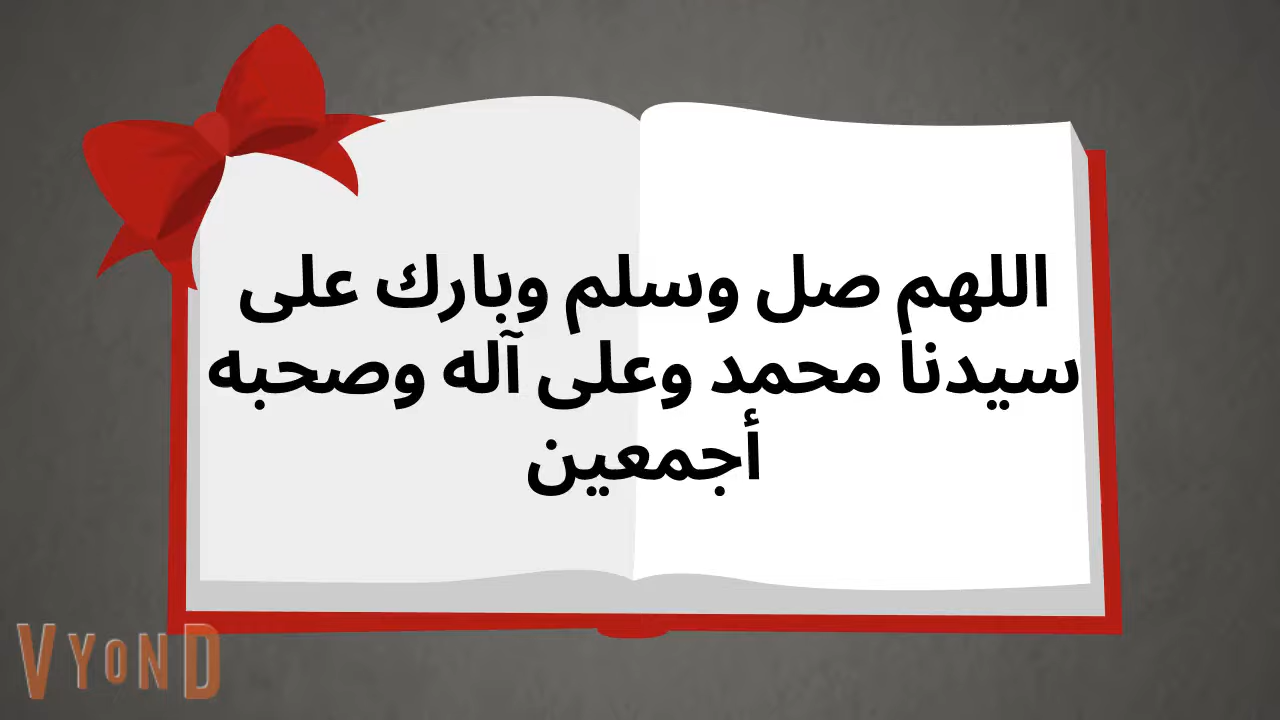 اللهم صل وسلم وبارك على
سيدنا محمد وعلى آله وصحبه
أجمعين
VYOND